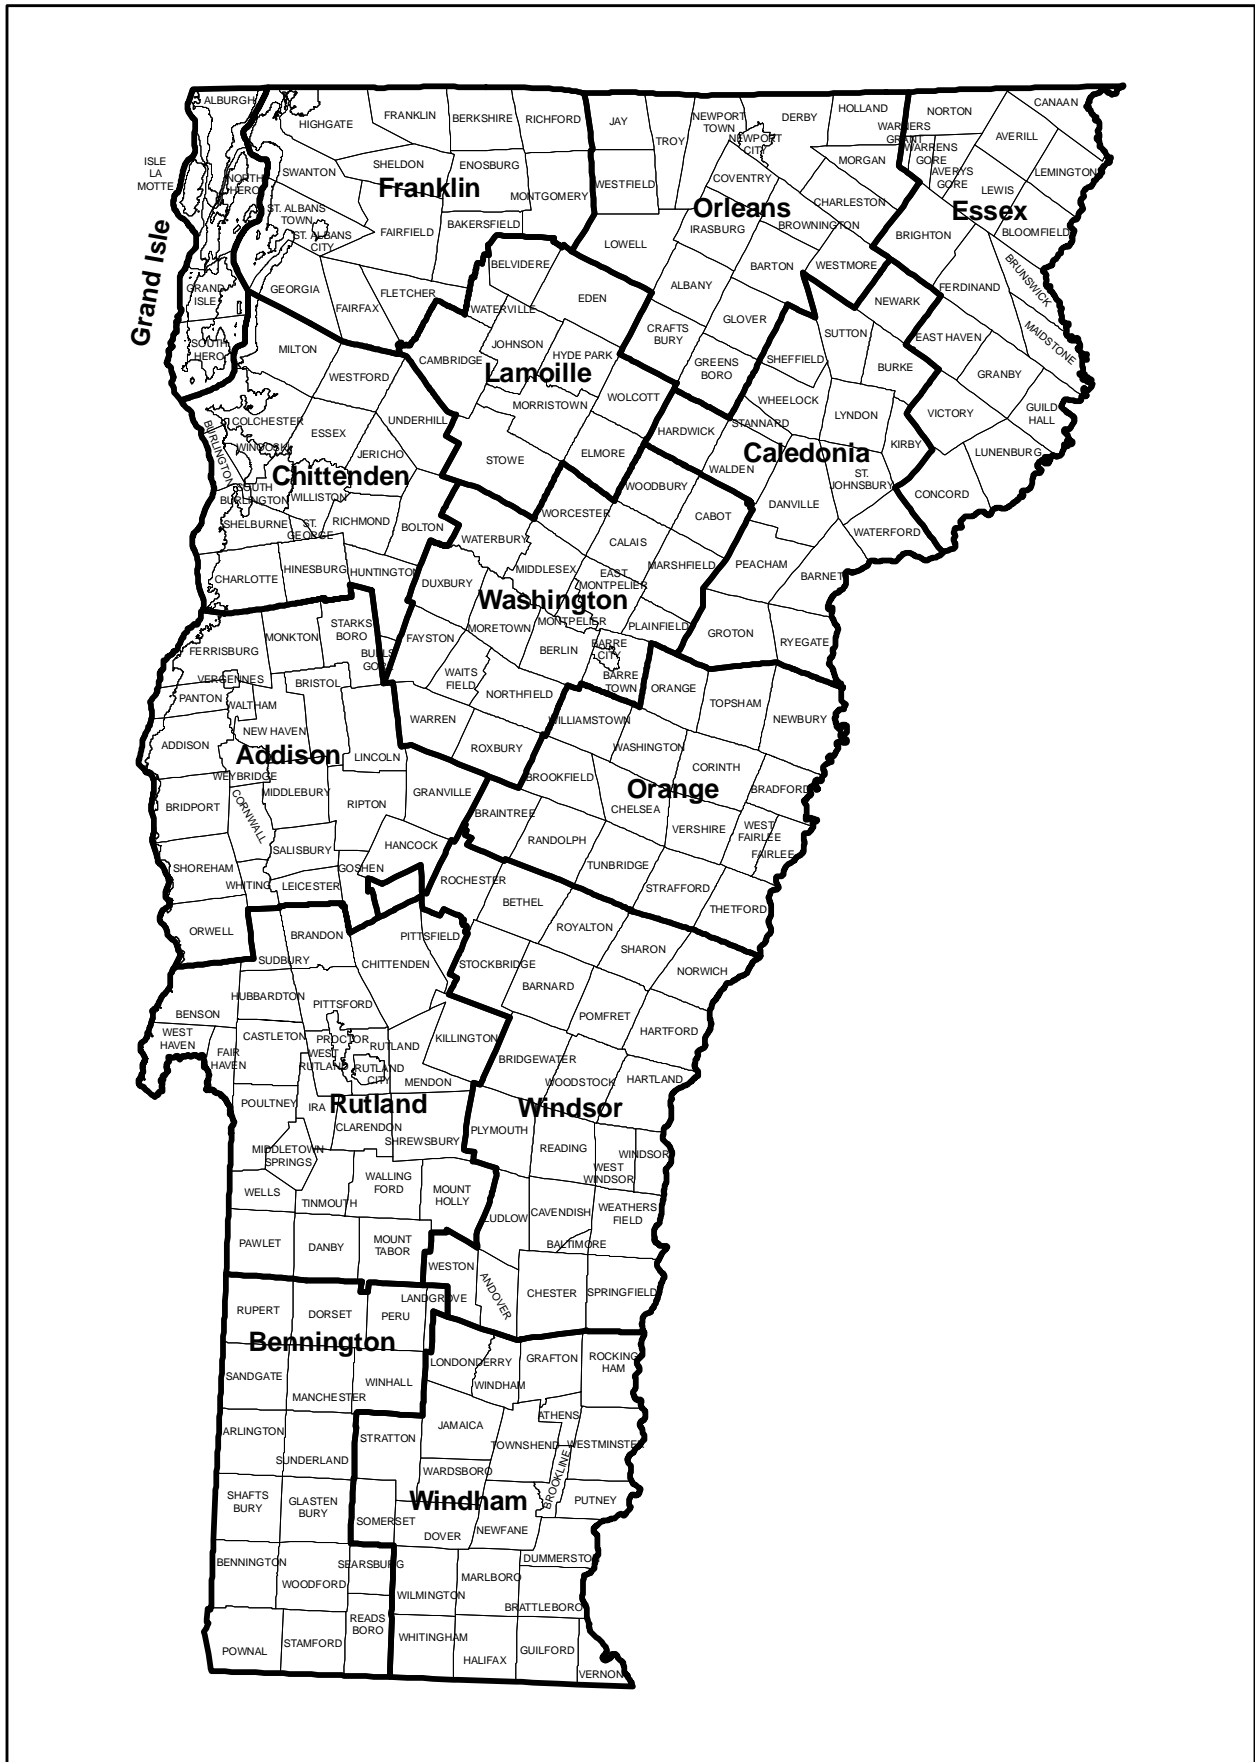 ALBURGH
HIGHGATE
FRANKLIN
BERKSHIRE
RICHFORD
JAY
TROY
NEWPORT
TOWN
NEWPORT
CITY
DERBY
HOLLAND
WARNERS
GRANT
NORTON
CANAAN
AVERILL
ISLE
LA
MOTTE
NORTH
HERO
SWANTON
SHELDON
ENOSBURG
MONTGOMERY
WESTFIELD
COVENTRY
MORGAN
WARRENS
GORE
AVERYS
GORE
LEWIS
LEMINGTON
Franklin
Orleans
Essex
ST. ALBANS
TOWN
ST. ALBANS
CITY
FAIRFIELD
BAKERSFIELD
LOWELL
IRASBURG
CHARLESTON
BROWNINGTON
BRIGHTON
BLOOMFIELD
Grand Isle
GRAND
ISLE
GEORGIA
FAIRFAX
FLETCHER
BELVIDERE
WATERVILLE
EDEN
ALBANY
BARTON
WESTMORE
NEWARK
FERDINAND
BRUNSWICK
SOUTH
HERO
MILTON
WESTFORD
CAMBRIDGE
JOHNSON
HYDE PARK
CRAFTS
BURY
GLOVER
GREENS
BORO
SHEFFIELD
SUTTON
BURKE
EAST HAVEN
GRANBY
MAIDSTONE
Lamoille
COLCHESTER
WINOOSKI
BURLINGTON
ESSEX
UNDERHILL
JERICHO
MORRISTOWN
WOLCOTT
STOWE
ELMORE
HARDWICK
STANNARD
WHEELOCK
LYNDON
KIRBY
VICTORY
GUILD
HALL
LUNENBURG
Chittenden
Caledonia
SOUTH
BURLINGTON
WILLISTON
SHELBURNE
ST.
GEORGE
RICHMOND
BOLTON
WATERBURY
WORCESTER
WOODBURY
WALDEN
CABOT
DANVILLE
ST.
JOHNSBURY
CONCORD
WATERFORD
CHARLOTTE
HINESBURG
HUNTINGTON
DUXBURY
MIDDLESEX
CALAIS
EAST
MONTPELIER
MARSHFIELD
PEACHAM
BARNET
Washington
FERRISBURG
MONKTON
STARKS
BORO
BUELS
GORE
FAYSTON
MORETOWN
MONTPELIER
BERLIN
BARRE
CITY
BARRE
TOWN
PLAINFIELD
GROTON
RYEGATE
VERGENNES
PANTON
WALTHAM
BRISTOL
WAITS
FIELD
NORTHFIELD
WARREN
ROXBURY
WILLIAMSTOWN
ORANGE
TOPSHAM
NEWBURY
ADDISON
NEW HAVEN
Addison
WEYBRIDGE
LINCOLN
BRIDPORT
CORNWALL
MIDDLEBURY
RIPTON
GRANVILLE
BROOKFIELD
WASHINGTON
CORINTH
Orange
CHELSEA
BRADFORD
BRAINTREE
RANDOLPH
VERSHIRE
WEST
FAIRLEE
FAIRLEE
SHOREHAM
WHITING
SALISBURY
LEICESTER
GOSHEN
HANCOCK
ROCHESTER
TUNBRIDGE
STRAFFORD
THETFORD
ORWELL
SUDBURY
BRANDON
CHITTENDEN
PITTSFIELD
BETHEL
ROYALTON
SHARON
NORWICH
STOCKBRIDGE
BARNARD
POMFRET
HARTFORD
BENSON
HUBBARDTON
PITTSFORD
WEST
HAVEN
FAIR
HAVEN
CASTLETON
PROCTOR
WEST
RUTLAND
RUTLAND
RUTLAND
CITY
KILLINGTON
MENDON
BRIDGEWATER
WOODSTOCK
HARTLAND
Rutland
Windsor
POULTNEY
IRA
CLARENDON
SHREWSBURY
PLYMOUTH
READING
WEST
WINDSOR
WINDSOR
MIDDLETOWN
SPRINGS
WELLS
TINMOUTH
WALLING
FORD
MOUNT
HOLLY
LUDLOW
CAVENDISH
WEATHERS
FIELD
BALTIMORE
PAWLET
DANBY
MOUNT
TABOR
WESTON
ANDOVER
CHESTER
SPRINGFIELD
RUPERT
DORSET
PERU
LANDGROVE
Bennington
SANDGATE
MANCHESTER
WINHALL
LONDONDERRY
WINDHAM
GRAFTON
ROCKING
HAM
ARLINGTON
SUNDERLAND
STRATTON
JAMAICA
TOWNSHEND
ATHENS
WESTMINSTER
WARDSBORO
BROOKLINE
SHAFTS
BURY
GLASTEN
BURY
SOMERSET
Windham
DOVER
NEWFANE
PUTNEY
BENNINGTON
WOODFORD
SEARSBURG
WILMINGTON
MARLBORO
DUMMERSTO
BRATTLEBORO
POWNAL
STAMFORD
READS
BORO
WHITINGHAM
HALIFAX
GUILFORD
VERNON